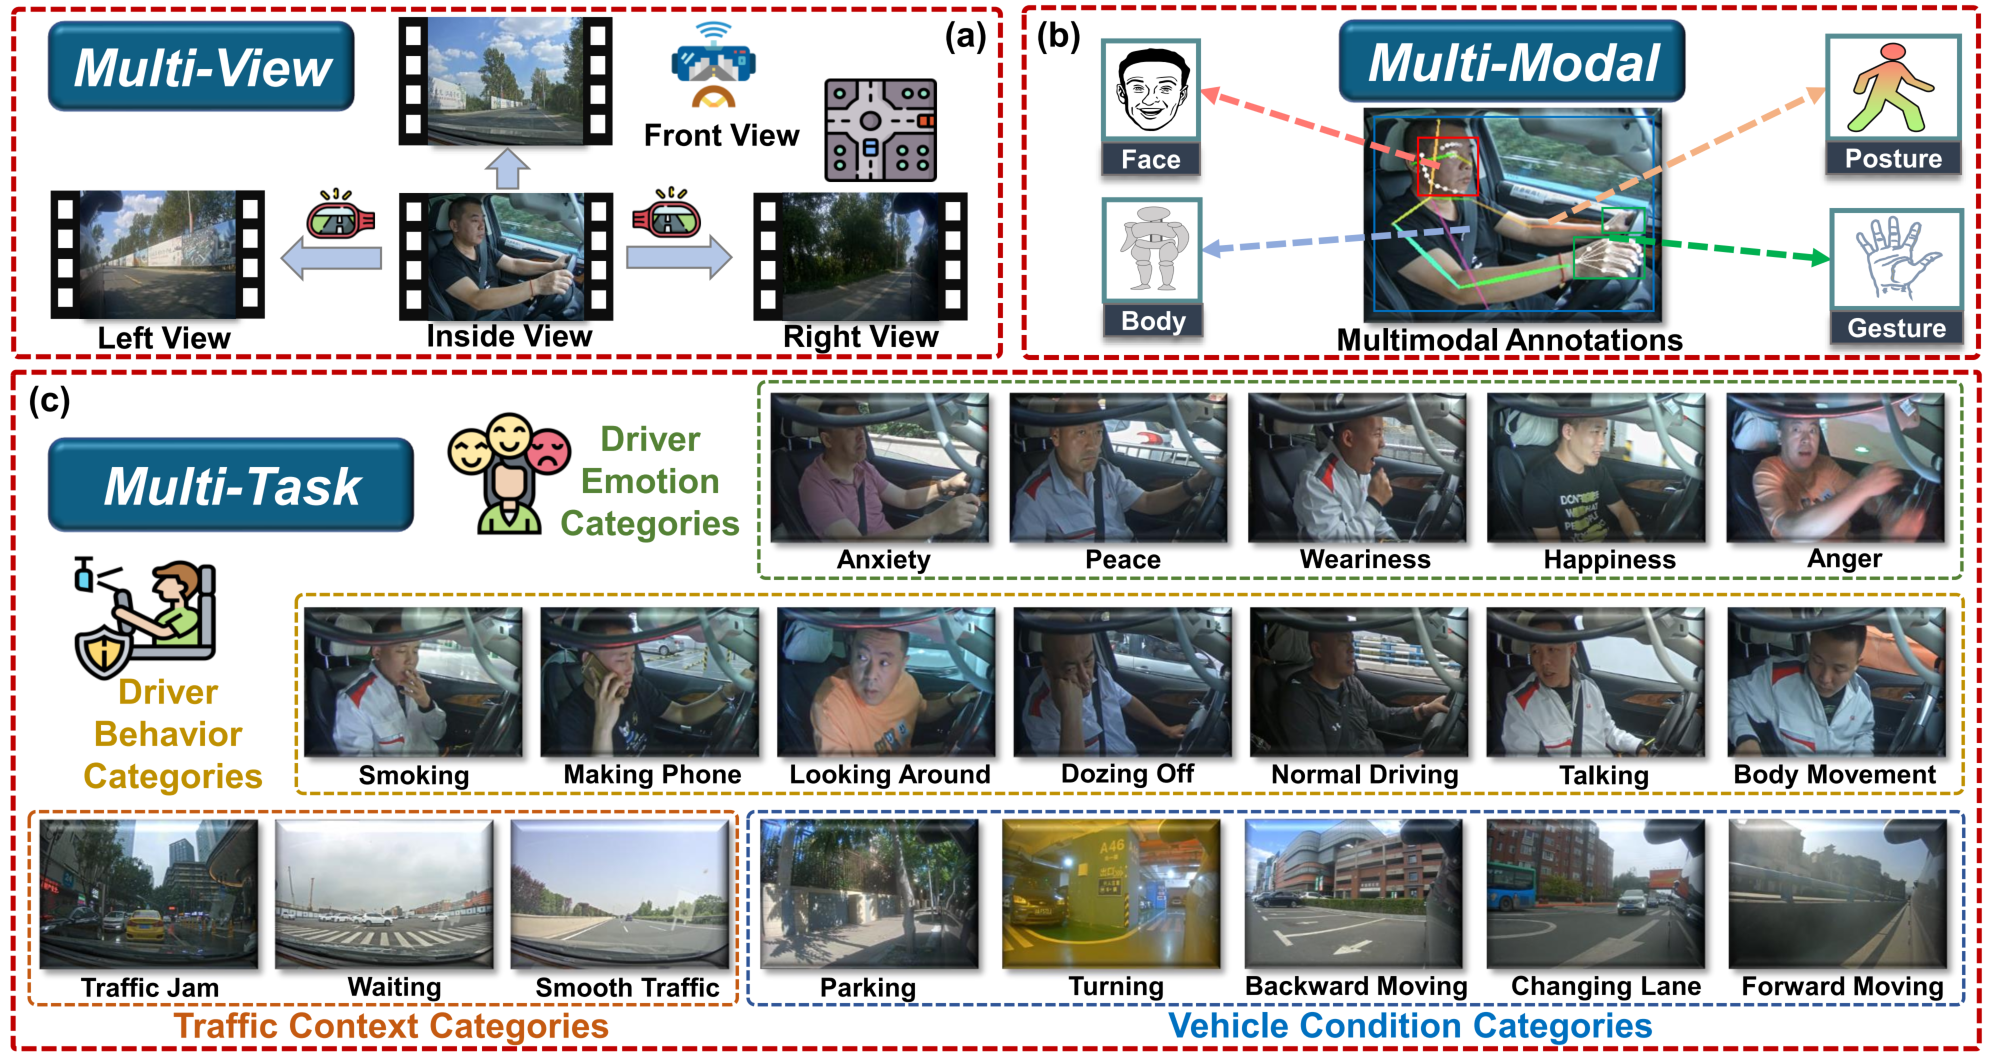 (a)
Multi-View
Front View
Left View
Inside View
Right View
(b)
Multi-Modal
Face
Posture
Body
Gesture
Multimodal Annotations
(c)
Multi-Task
Driver
Emotion
Categories
Anxiety
Peace
Weariness
Happiness
Anger
Driver
Behavior
Categories
Smoking
Making Phone
Looking Around
Dozing Off
Normal Driving
Talking
Body Movement
A46
Traffic Jam
Waiting
Smooth Traffic
Parking
Turning
Backward Moving
Changing Lane
Forward Moving
Traffic Context Categories
Vehicle Condition Categories